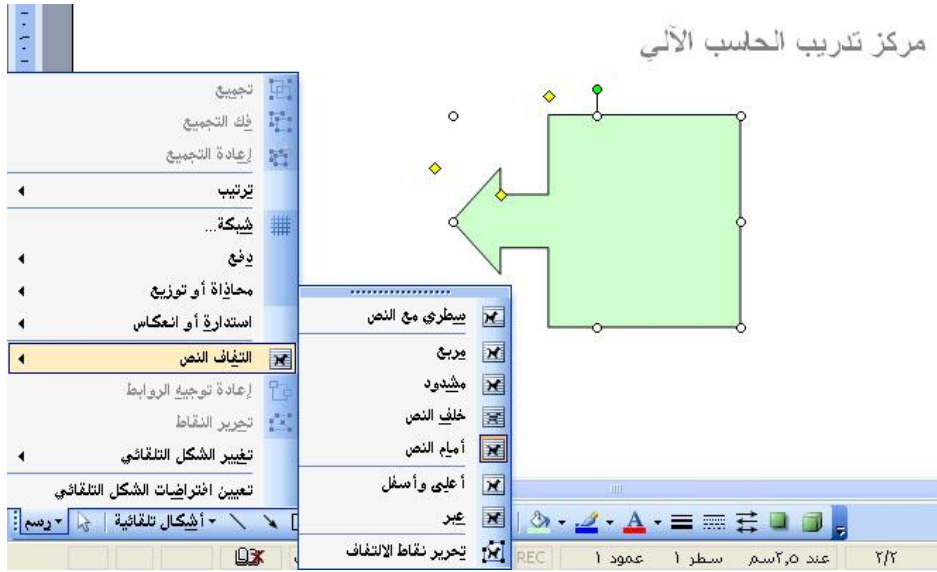 مركز تدريب الحاسب الآلي
تجميع
فك التجميع
إعادة التجميع
ترتيب
شبكة...
دفع
محاذاة أو توزيع
استدارة أو انعكاس
التفاف النص
إعادة توجيه الروابط
تحرير النقاط
تغيير الشكل التلقائي
تعيين افتراضيات الشكل التلقائي
سطري مع النص
مربع
مشدود
خلف النص
أمام النص
أعلى وأسفل
عبر
تحرير نقاط الالتفاف
رسم أشكال تلقائية A
٢/٢ عند ٢,٥سم سطر ١ عمود ١ REC